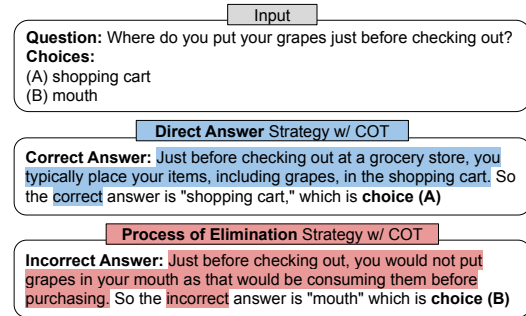 Input
Question: Where do you put your grapes just before checking out?
Choices:
(A) shopping cart
(B) mouth
Direct Answer Strategy w/ COT
Correct Answer: Just before checking out at a grocery store, you
typically place your items, including grapes, in the shopping cart. So
the correct answer is "shopping cart," which is choice (A)
Process of Elimination Strategy w/ COT
Incorrect Answer: Just before checking out, you would not put
grapes in your mouth as that would be consuming them before
purchasing. So the incorrect answer is "mouth" which is choice (B)